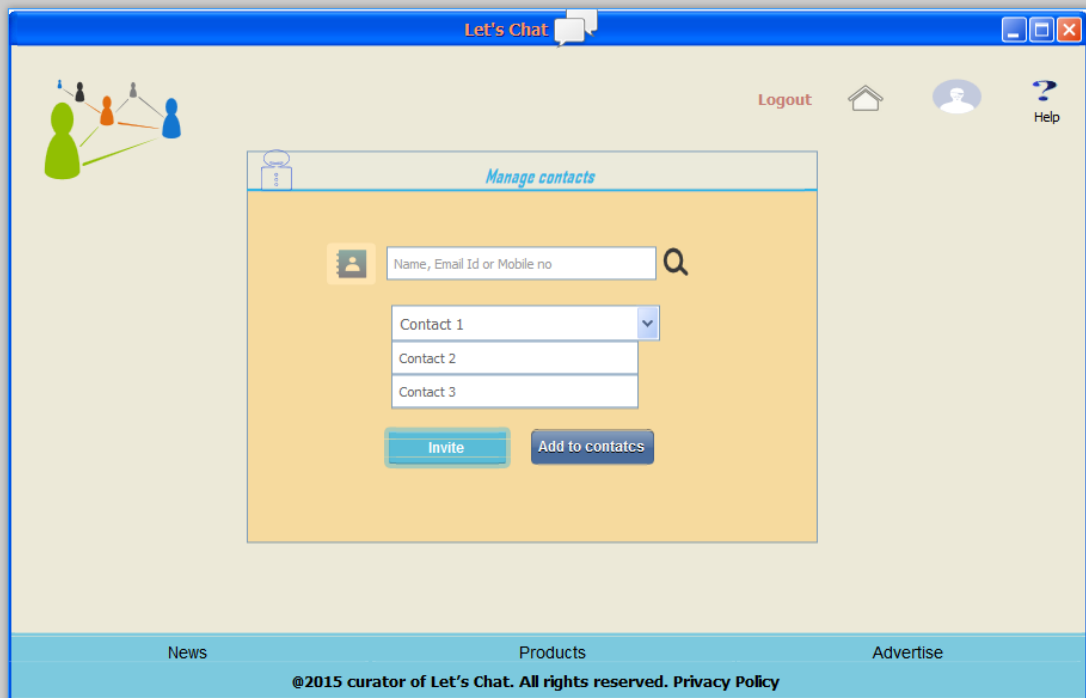 Let's Chat
Logout
Help
Manage contacts
Name, Email Id or Mobile no
Contact 1
Contact 2
Contact 3
Invite
Add to contatcs
News
Products
Advertise
@2015 curator of Let's Chat. All rights reserved. Privacy Policy